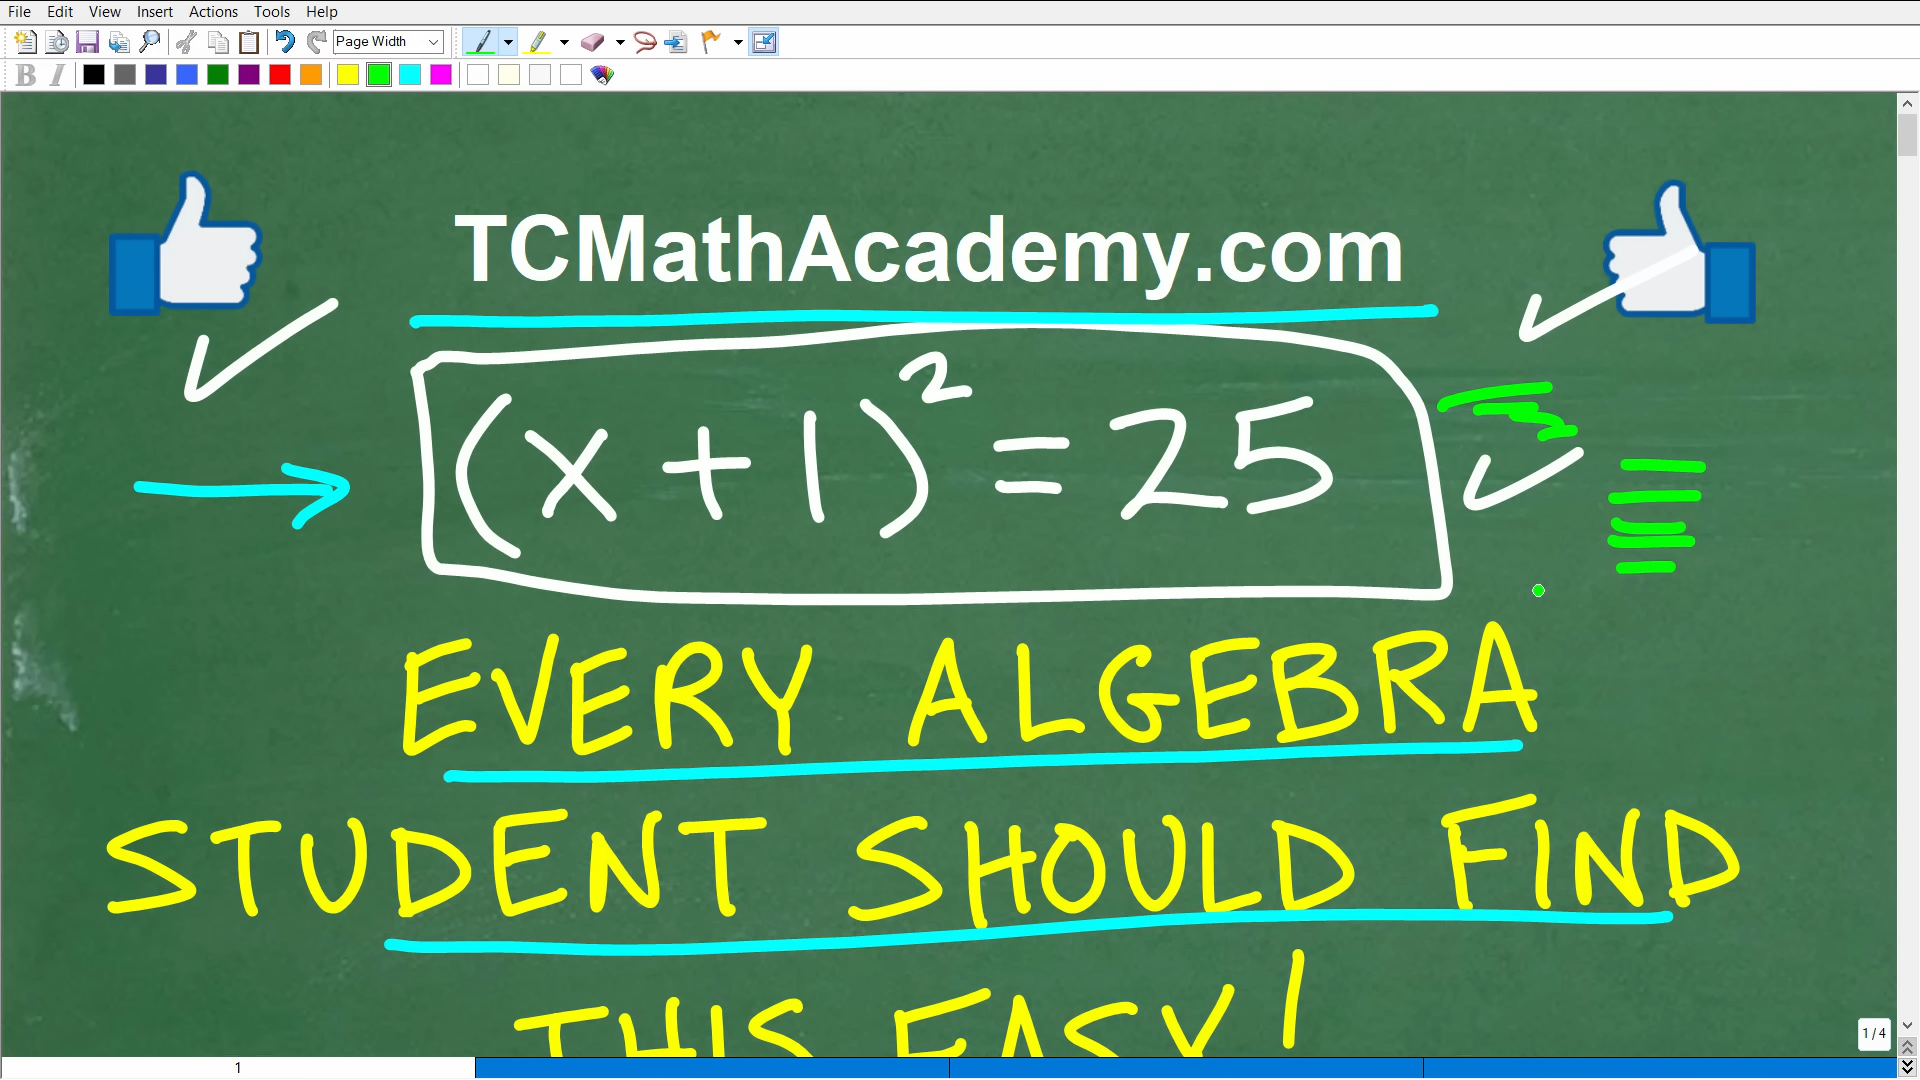 File Edit View Insert Actions Tools Help
Page Width
B I
TCMathAcademy.com
(x+1)² = 25
EVERY ALGEBRA
STUDENT SHOULD FIND
THIS EASY!
1 / 4
1